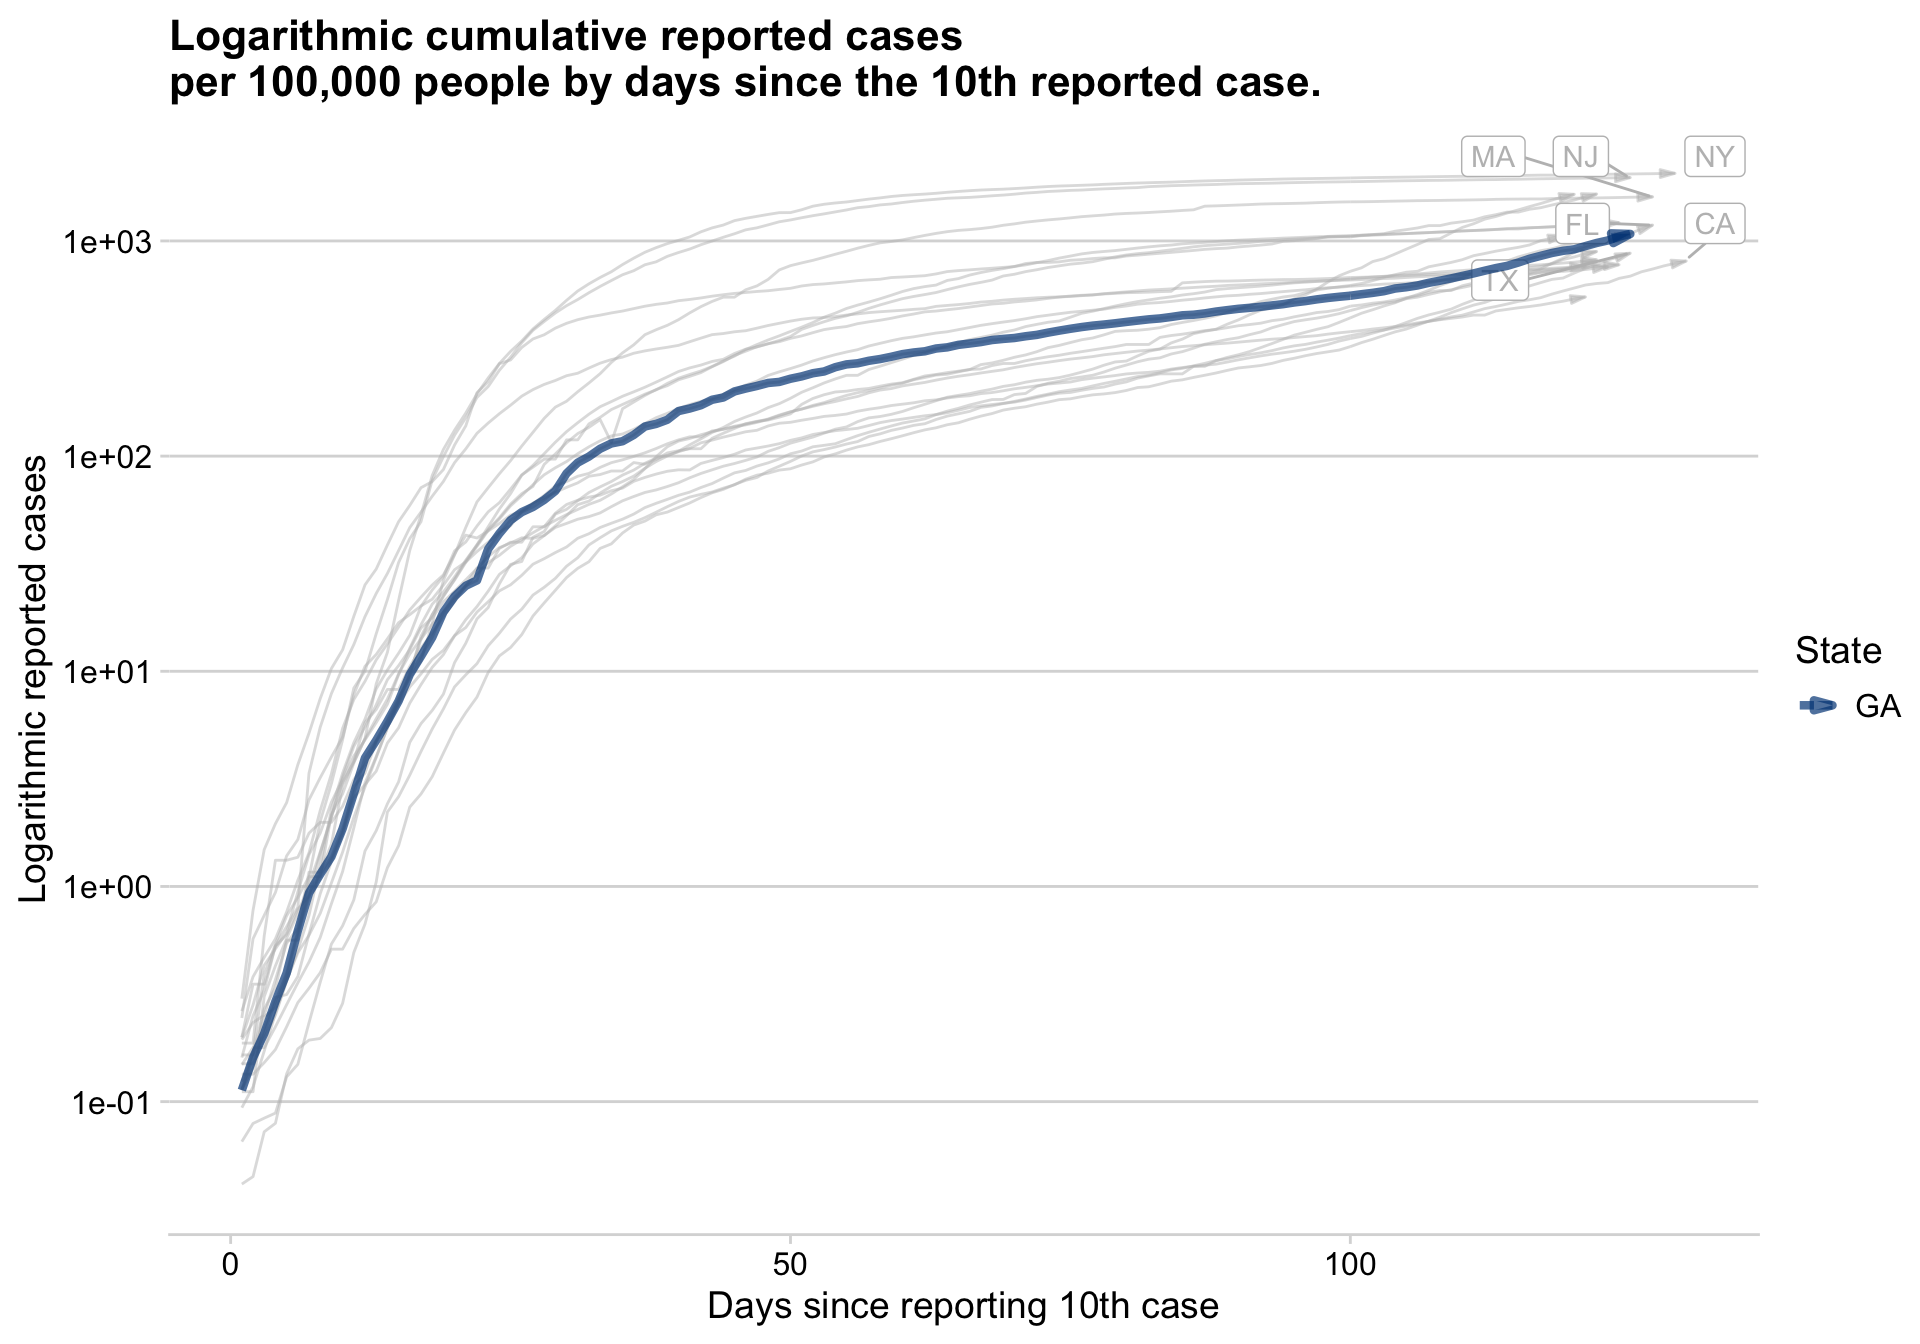 Logarithmic cumulative reported cases
per 100,000 people by days since the 10th reported case.
MA
NJ
NY
FL
CA
TX
1e+03
1e+02
1e+01
1e+00
1e-01
Logarithmic reported cases
State
GA
0
50
100
Days since reporting 10th case